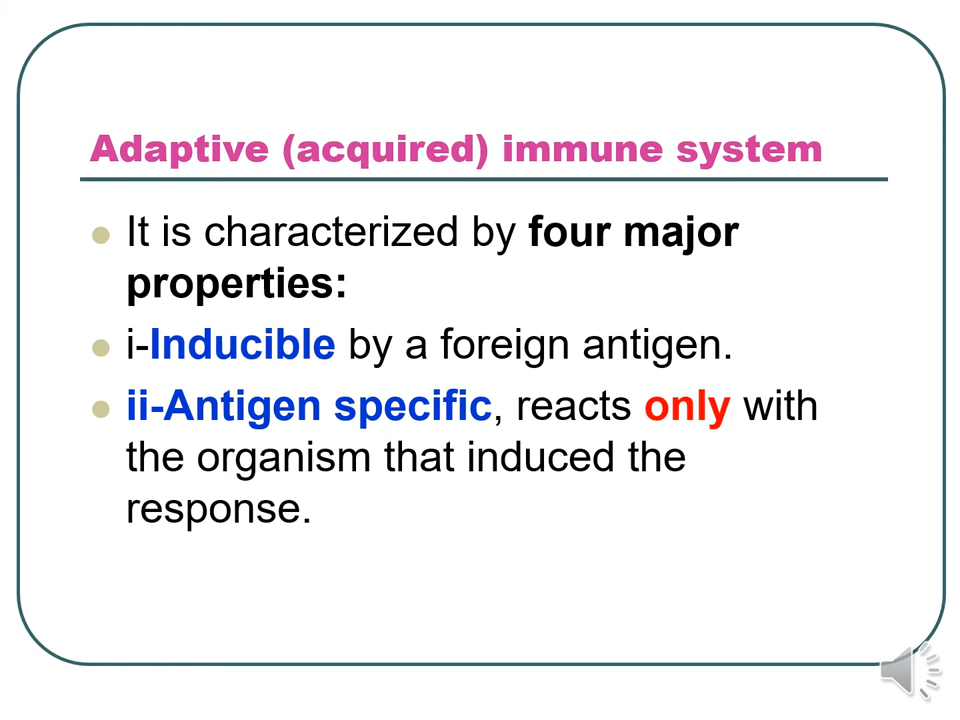 Adaptive (acquired) immune system
It is characterized by four major
properties:
i-Inducible by a foreign antigen.
ii-Antigen specific, reacts only with
the organism that induced the
response.